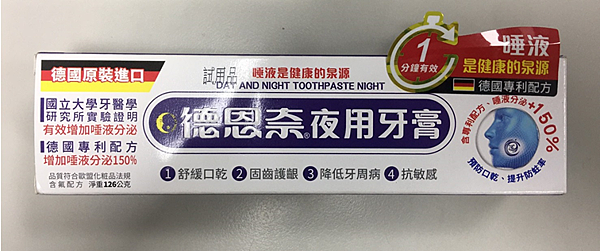 德國原裝進口
國立大學牙醫學
研究所實驗證明
有效增加唾液分泌
德國專利配方
增加唾液分泌150%
品質符合歐盟化粧品法規
含氟配方 淨重126公克
試用品 唾液是健康的泉源
DAY AND NIGHT TOOTHPASTE NIGHT
德恩奈®夜用牙膏
1舒緩口乾 2固齒護齦 3降低牙周病 4抗敏感
1
分鐘有效
唾液
是健康的泉源
德國專利配方
含專利配方、唾液分泌+150%
預防口乾、提升防蛀率